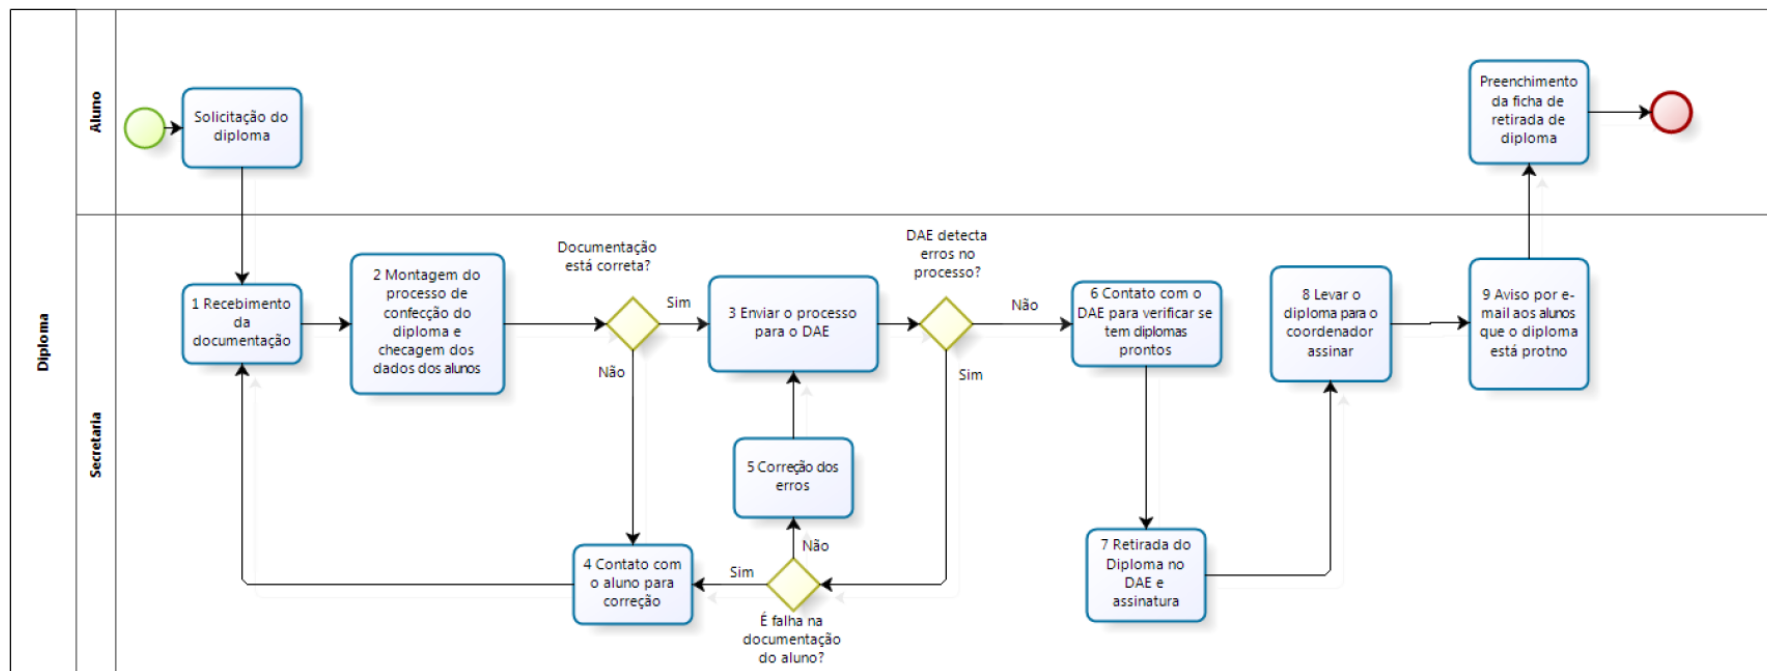 Diploma
Aluno
Secretaria
Solicitação do
diploma
Preenchimento
da ficha de
retirada de
diploma
1 Recebimento
da
documentação
2 Montagem do
processo de
confecção do
diploma e
checagem dos
dados dos alunos
Documentação
está correta?
Sim
Não
3 Enviar o processo
para o DAE
DAE detecta
erros no
processo?
Não
Sim
6 Contato com o
DAE para verificar se
tem diplomas
prontos
8 Levar o
diploma para o
coordenador
assinar
9 Aviso por e-
mail aos alunos
que o diploma
está protno
5 Correção dos
erros
Não
4 Contato com
o aluno para
correção
Sim
É falha na
documentação
do aluno?
7 Retirada do
Diploma no
DAE e
assinatura